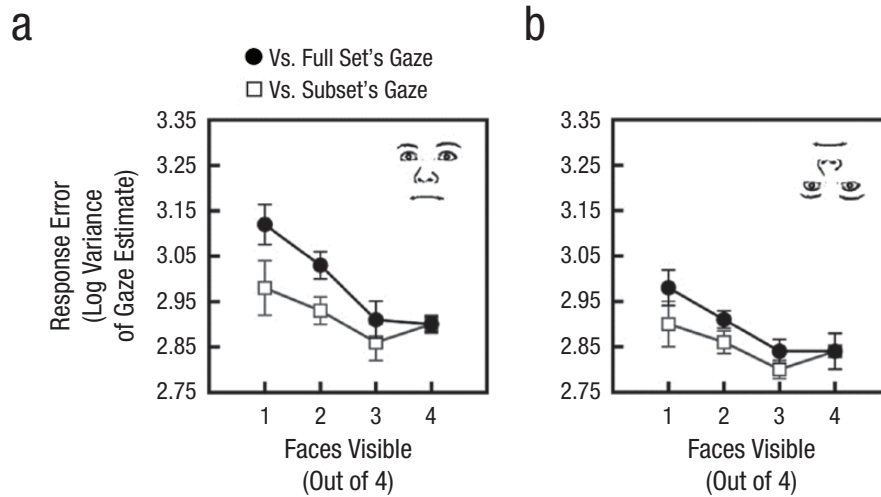 a
b
Vs. Full Set's Gaze
Vs. Subset's Gaze
Response Error
(Log Variance
of Gaze Estimate)
3.35
3.25
3.15
3.05
2.95
2.85
2.75
1 2 3 4
Faces Visible
(Out of 4)
3.35
3.25
3.15
3.05
2.95
2.85
2.75
1 2 3 4
Faces Visible
(Out of 4)